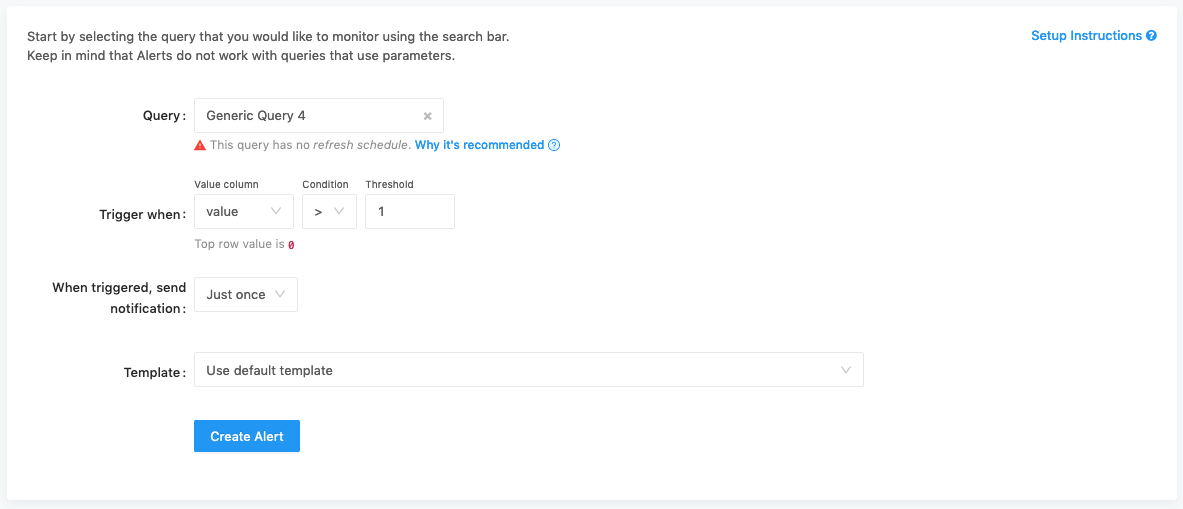 Start by selecting the query that you would like to monitor using the search bar.
Setup Instructions
Keep in mind that Alerts do not work with queries that use parameters.
Query:
Generic Query 4
This query has no refresh schedule. Why it's recommended
Value column
Condition
Threshold
Trigger when:
value
>
1
Top row value is 0
When triggered, send
notification:
Just once
Template:
Use default template
Create Alert